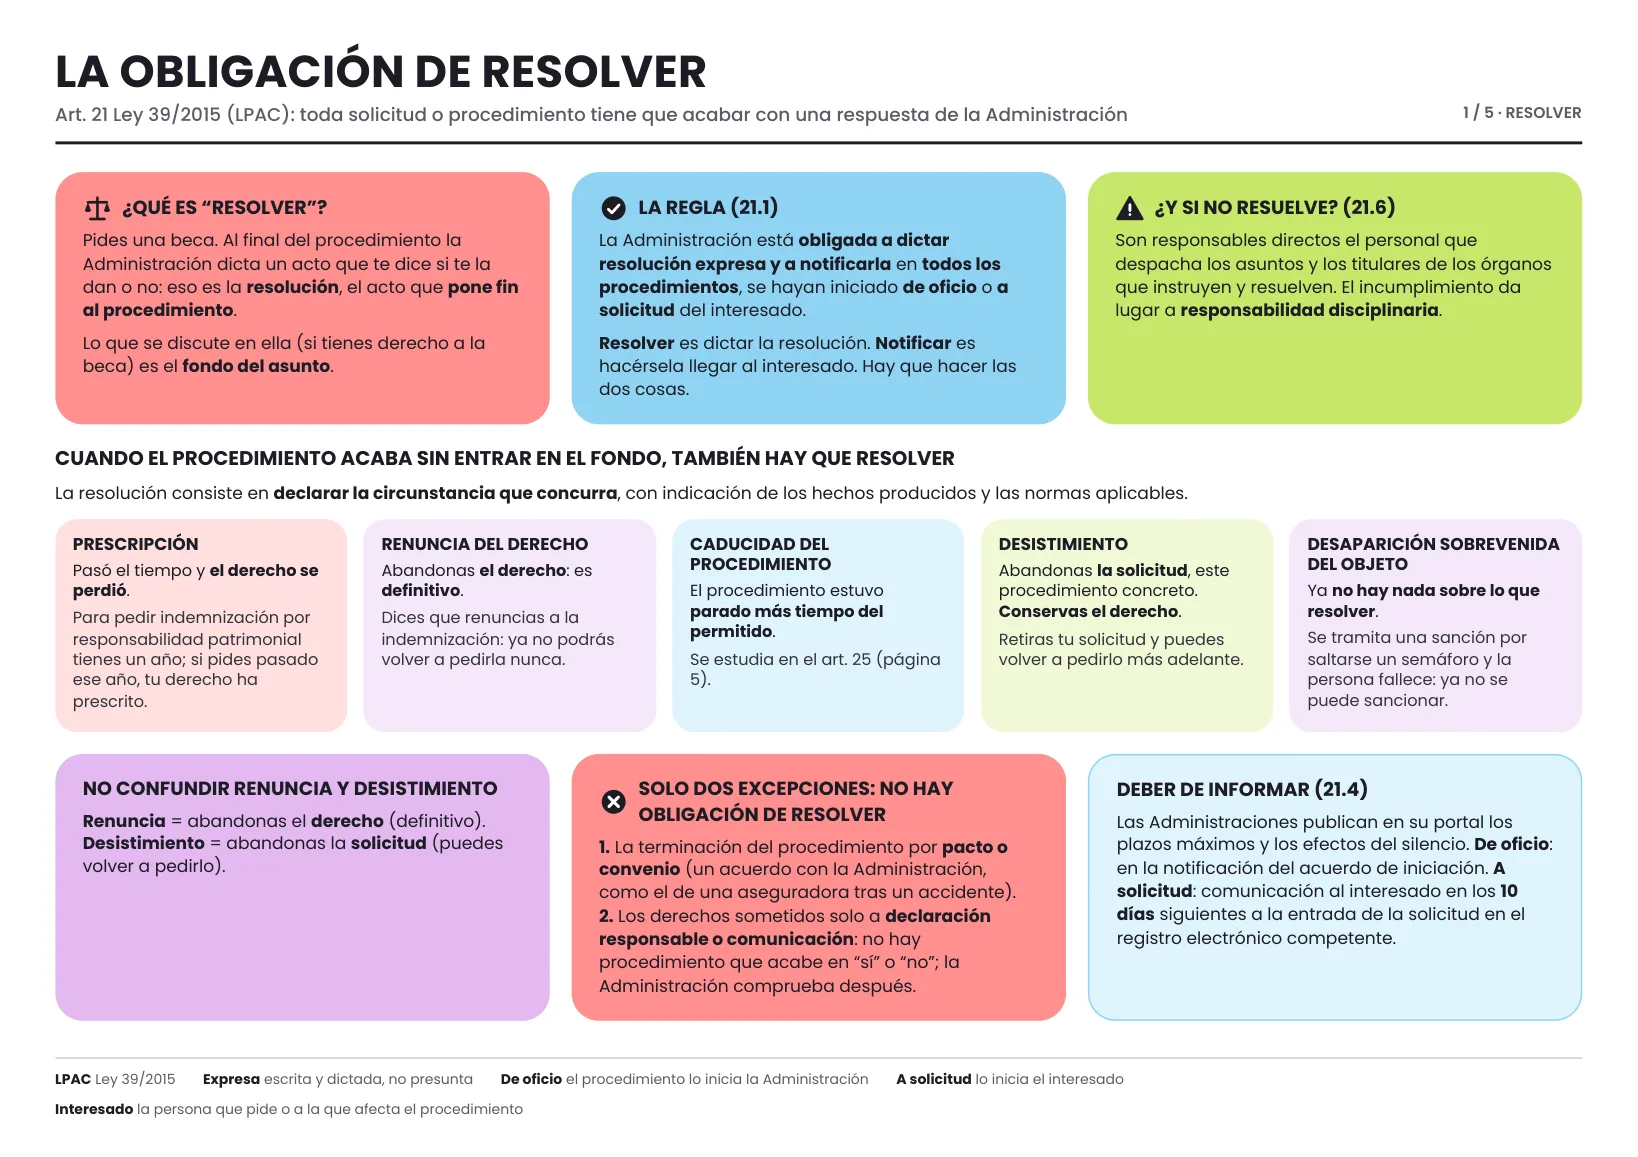 LA OBLIGACIÓN DE RESOLVER
Art. 21 Ley 39/2015 (LPAC): toda solicitud o procedimiento tiene que acabar con una respuesta de la Administración
1 / 5 · RESOLVER
¿QUÉ ES “RESOLVER”?
Pides una beca. Al final del procedimiento la
Administración dicta un acto que te dice si te la
dan o no: eso es la resolución, el acto que pone fin
al procedimiento.
Lo que se discute en ella (si tienes derecho a la
beca) es el fondo del asunto.
LA REGLA (21.1)
La Administración está obligada a dictar
resolución expresa y a notificarla en todos los
procedimientos, se hayan iniciado de oficio o a
solicitud del interesado.
Resolver es dictar la resolución. Notificar es
hacérsela llegar al interesado. Hay que hacer las
dos cosas.
¿Y SI NO RESUELVE? (21.6)
Son responsables directos el personal que
despacha los asuntos y los titulares de los órganos
que instruyen y resuelven. El incumplimiento da
lugar a responsabilidad disciplinaria.
CUANDO EL PROCEDIMIENTO ACABA SIN ENTRAR EN EL FONDO, TAMBIÉN HAY QUE RESOLVER
La resolución consiste en declarar la circunstancia que concurra, con indicación de los hechos producidos y las normas aplicables.
PRESCRIPCIÓN
Pasó el tiempo y el derecho se
perdió.
Para pedir indemnización por
responsabilidad patrimonial
tienes un año; si pides pasado
ese año, tu derecho ha
prescrito.
RENUNCIA DEL DERECHO
Abandonas el derecho: es
definitivo.
Dices que renuncias a la
indemnización: ya no podrás
volver a pedirla nunca.
CADUCIDAD DEL
PROCEDIMIENTO
El procedimiento estuvo
parado más tiempo del
permitido.
Se estudia en el art. 25 (página
5).
DESISTIMIENTO
Abandonas la solicitud, este
procedimiento concreto.
Conservas el derecho.
Retiras tu solicitud y puedes
volver a pedirlo más adelante.
DESAPARICIÓN SOBREVENIDA
DEL OBJETO
Ya no hay nada sobre lo que
resolver.
Se tramita una sanción por
saltarse un semáforo y la
persona fallece: ya no se
puede sancionar.
NO CONFUNDIR RENUNCIA Y DESISTIMIENTO
Renuncia = abandonas el derecho (definitivo).
Desistimiento = abandonas la solicitud (puedes
volver a pedirlo).
SOLO DOS EXCEPCIONES: NO HAY
OBLIGACIÓN DE RESOLVER
1. La terminación del procedimiento por pacto o
convenio (un acuerdo con la Administración,
como el de una aseguradora tras un accidente).
2. Los derechos sometidos solo a declaración
responsable o comunicación: no hay
procedimiento que acabe en “sí” o “no”; la
Administración comprueba después.
DEBER DE INFORMAR (21.4)
Las Administraciones publican en su portal los
plazos máximos y los efectos del silencio. De oficio:
en la notificación del acuerdo de iniciación. A
solicitud: comunicación al interesado en los 10
días siguientes a la entrada de la solicitud en el
registro electrónico competente.
LPAC Ley 39/2015 Expresa escrita y dictada, no presunta De oficio el procedimiento lo inicia la Administración A solicitud lo inicia el interesado
Interesado la persona que pide o a la que afecta el procedimiento